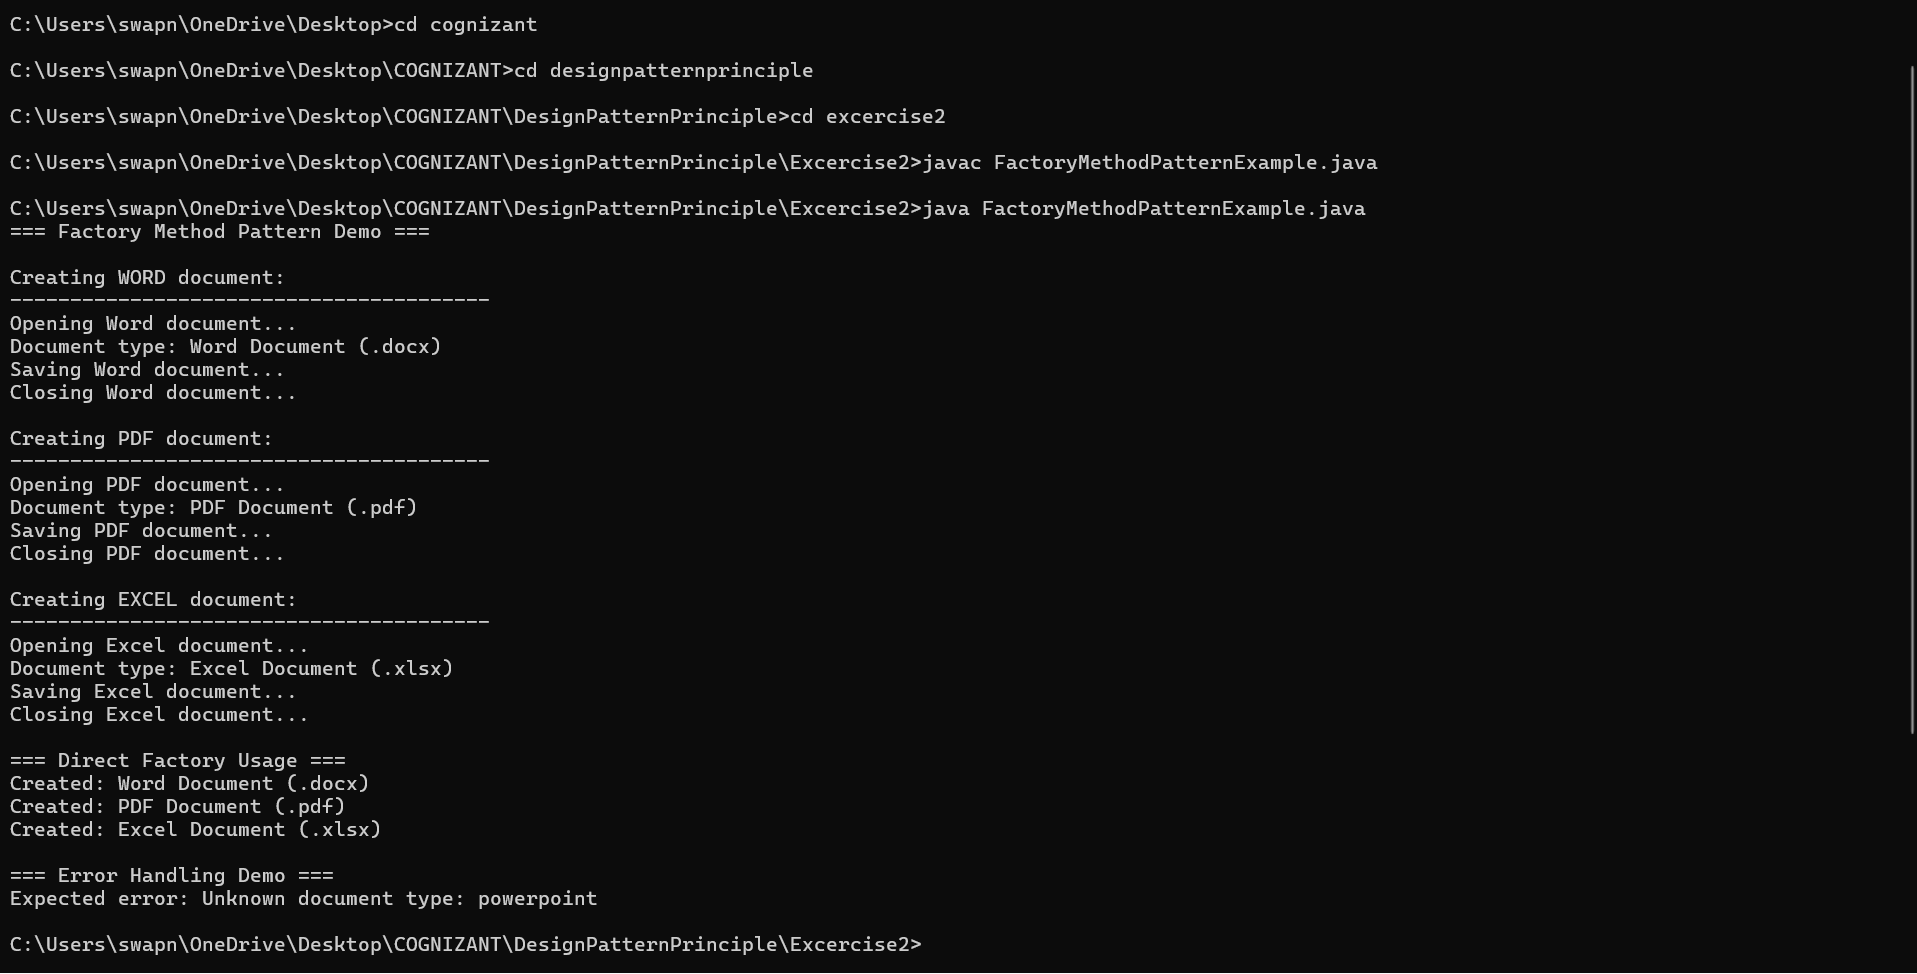 C:\Users\swapn\OneDrive\Desktop>cd cognizant
C:\Users\swapn\OneDrive\Desktop\COGNIZANT>cd designpatternprinciple
C:\Users\swapn\OneDrive\Desktop\COGNIZANT\DesignPatternPrinciple>cd excercise2
C:\Users\swapn\OneDrive\Desktop\COGNIZANT\DesignPatternPrinciple\Excercise2>javac FactoryMethodPatternExample.java
C:\Users\swapn\OneDrive\Desktop\COGNIZANT\DesignPatternPrinciple\Excercise2>java FactoryMethodPatternExample.java
=== Factory Method Pattern Demo ===
Creating WORD document:
----------------------------------------
Opening Word document...
Document type: Word Document (.docx)
Saving Word document...
Closing Word document...
Creating PDF document:
----------------------------------------
Opening PDF document...
Document type: PDF Document (.pdf)
Saving PDF document...
Closing PDF document...
Creating EXCEL document:
----------------------------------------
Opening Excel document...
Document type: Excel Document (.xlsx)
Saving Excel document...
Closing Excel document...
=== Direct Factory Usage ===
Created: Word Document (.docx)
Created: PDF Document (.pdf)
Created: Excel Document (.xlsx)
=== Error Handling Demo ===
Expected error: Unknown document type: powerpoint
C:\Users\swapn\OneDrive\Desktop\COGNIZANT\DesignPatternPrinciple\Excercise2>